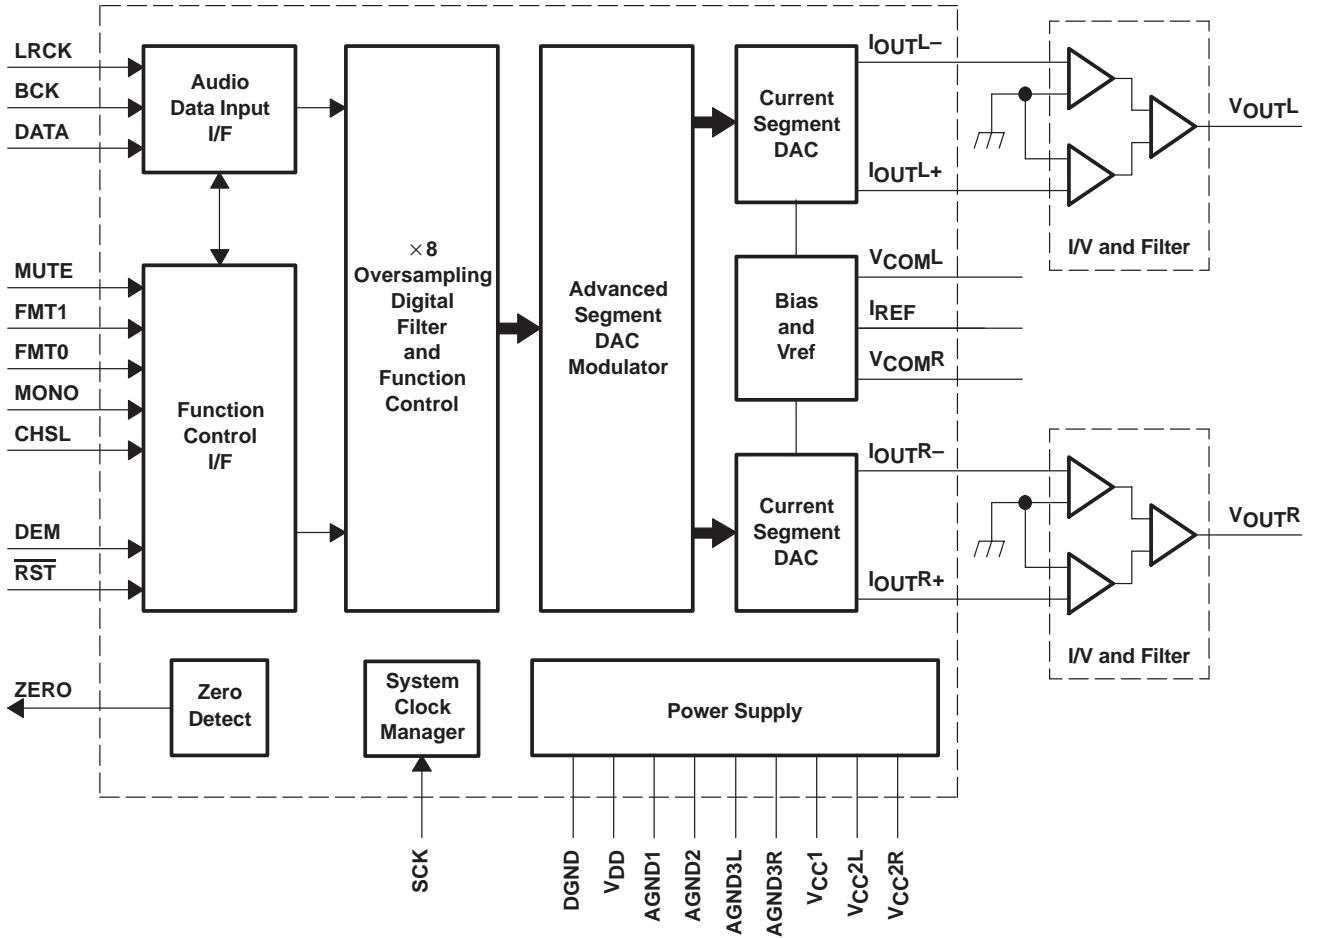 LRCK
BCK
DATA
Audio
Data Input
I/F
MUTE
FMT1
FMT0
MONO
CHSL
DEM
RST
Function
Control
I/F
×8
Oversampling
Digital
Filter
and
Function
Control
Advanced
Segment
DAC
Modulator
Current
Segment
DAC
Bias
and
Vref
Current
Segment
DAC
IOUTL–
IOUTL+
VCOML
IREF
VCOMR
IOUTR–
IOUTR+
I/V and Filter
VOUTL
I/V and Filter
VOUTR
ZERO
Zero
Detect
System
Clock
Manager
Power Supply
SCK
DGND
VDD
AGND1
AGND2
AGND3L
AGND3R
VCC1
VCC2L
VCC2R